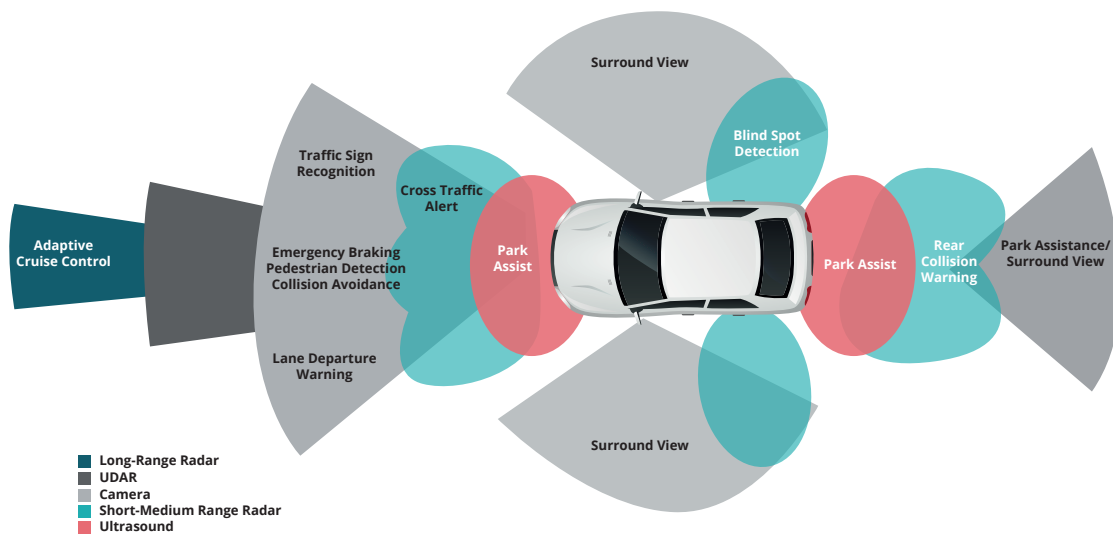 Surround View
Blind Spot
Detection
Traffic Sign
Recognition
Cross Traffic
Alert
Adaptive
Cruise Control
Emergency Braking
Pedestrian Detection
Collision Avoidance
Park
Assist
Park Assist
Rear
Collision
Warning
Park Assistance/
Surround View
Lane Departure
Warning
Surround View
Long-Range Radar
UDAR
Camera
Short-Medium Range Radar
Ultrasound